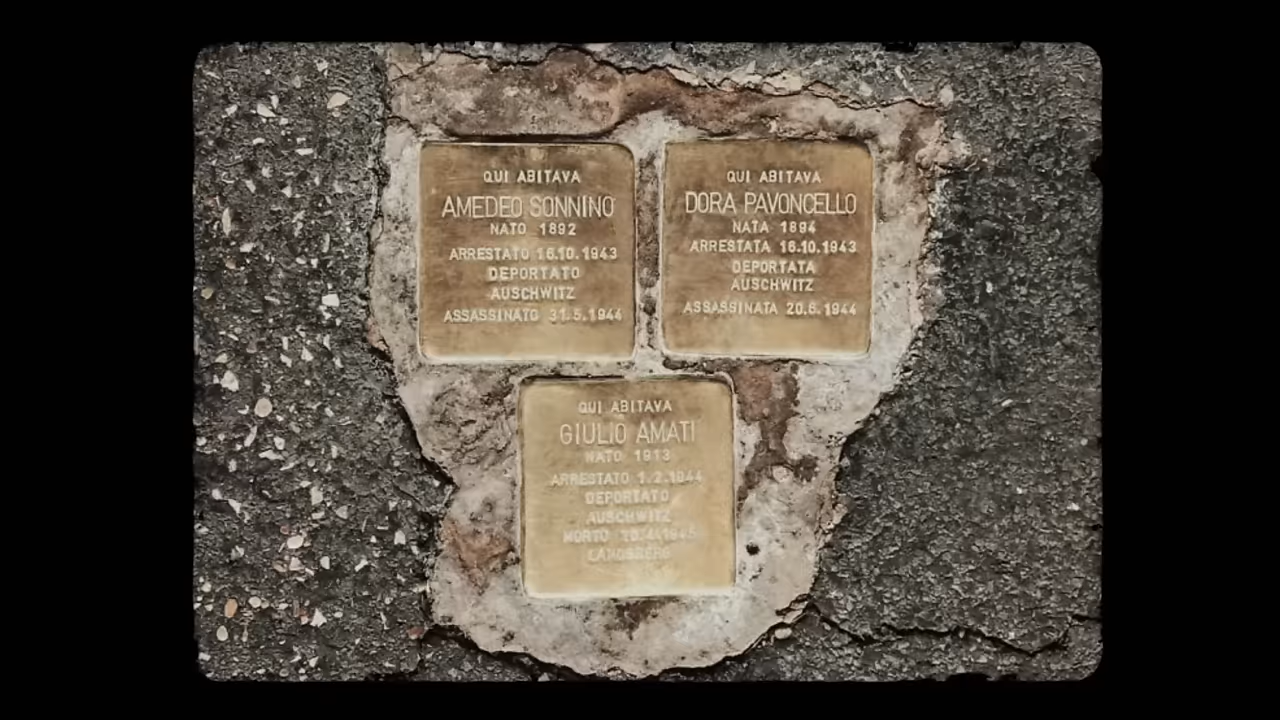 QUI ABITAVA
AMEDEO SONNINO
NATO 1892
ARRESTATO 16.10.1943
DEPORTATO
AUSCHWITZ
ASSASSINATO 31.5.1944
QUI ABITAVA
DORA PAVONCELLO
NATA 1894
ARRESTATA 16.10.1943
DEPORTATA
AUSCHWITZ
ASSASSINATA 20.6.1944
QUI ABITAVA
GIULIO AMATI
NATO 1913
ARRESTATO 1.2.1944
DEPORTATO
AUSCHWITZ
MORTO
LANDSBERG